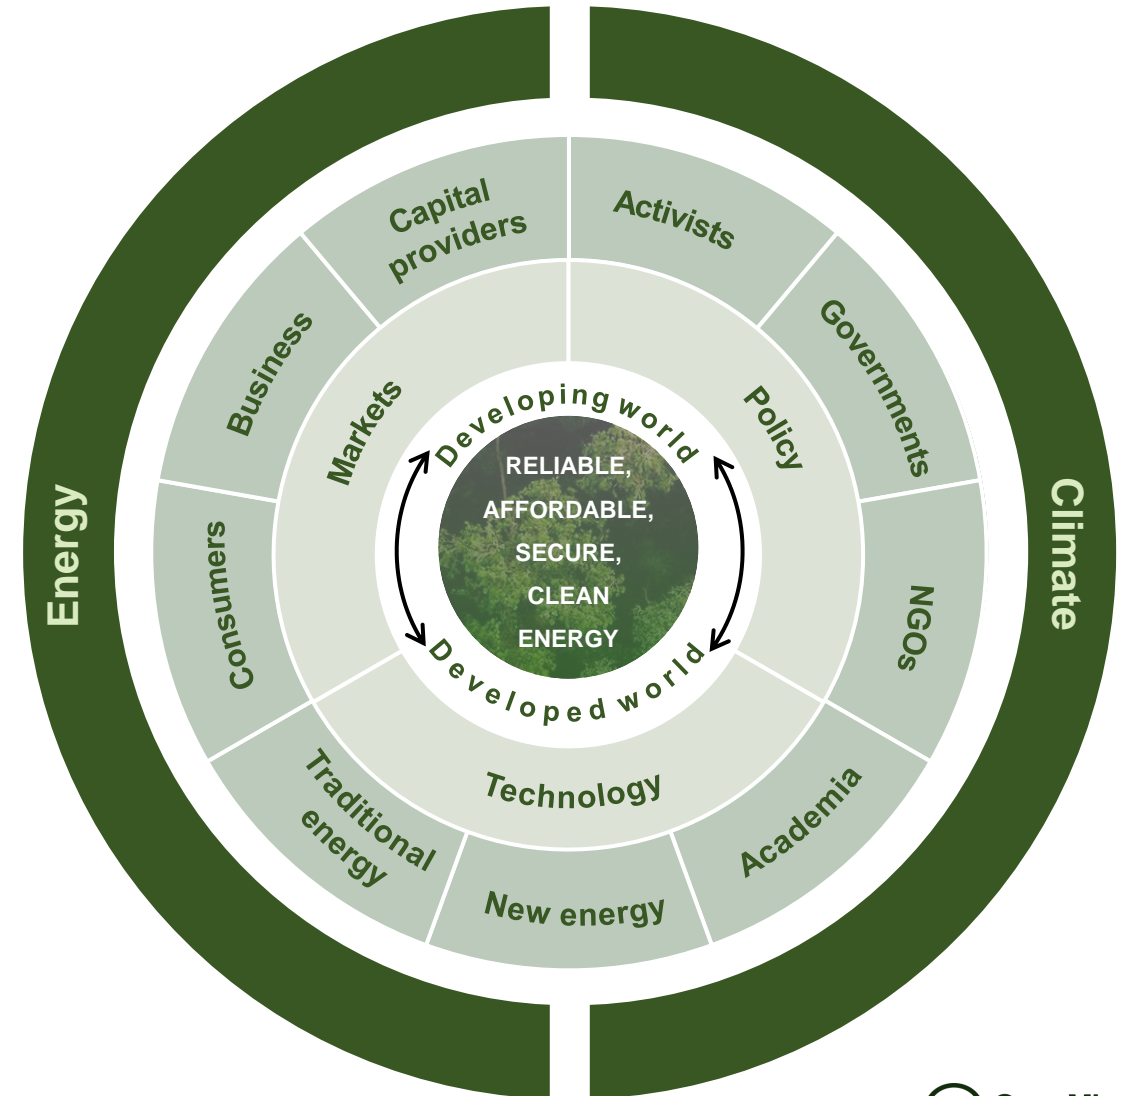 Energy
Climate
Capital
providers
Activists
Business
Governments
Consumers
NGOs
Traditional
energy
New energy
Academia
Markets
Policy
Technology
Developing world
RELIABLE,
AFFORDABLE,
SECURE,
CLEAN
ENERGY
Developed world